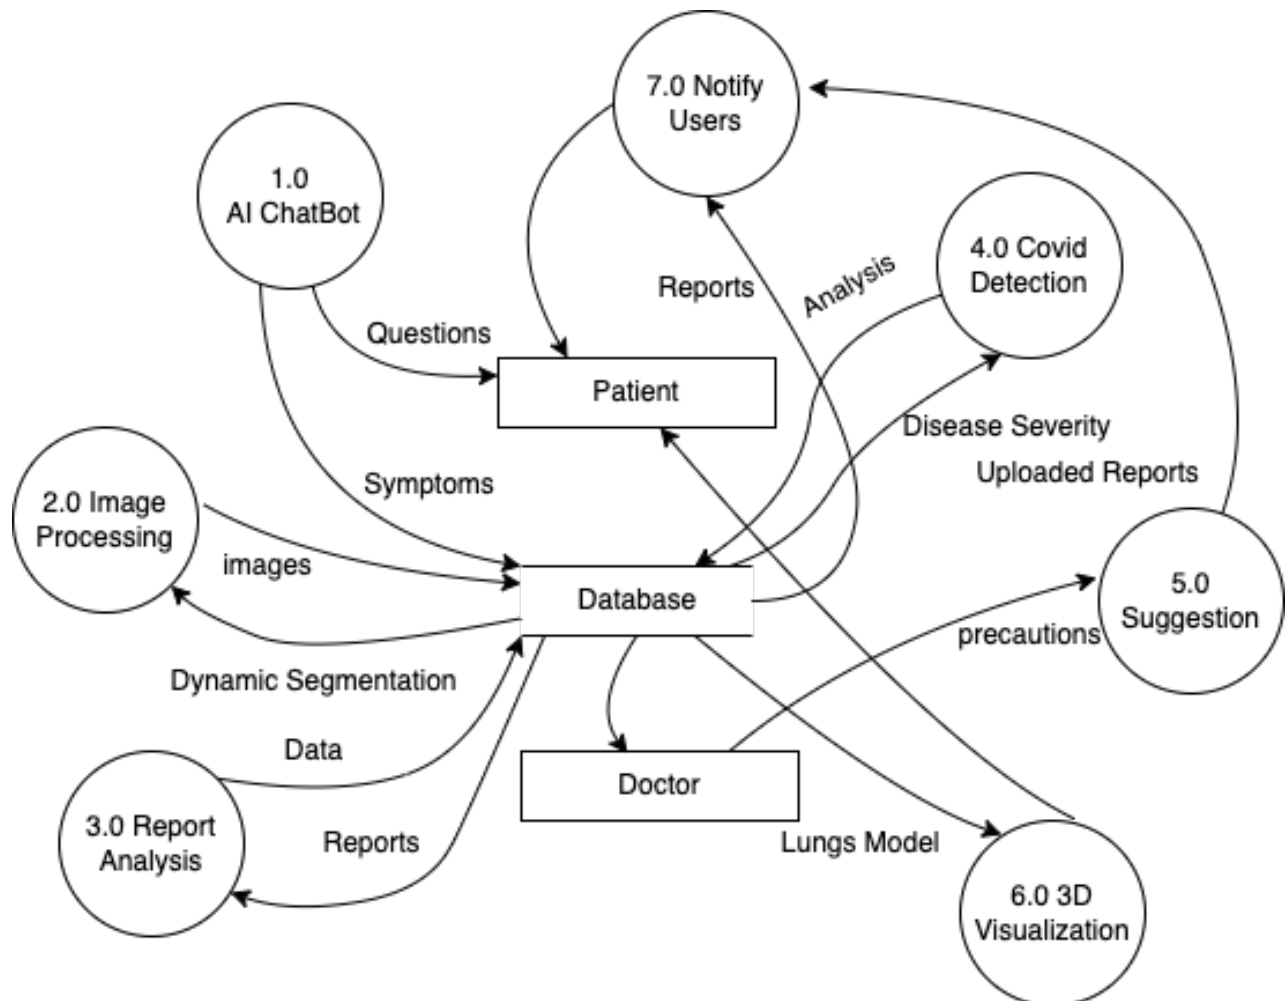 7.0 Notify
Users
1.0
AI ChatBot
4.0 Covid
Detection
Analysis
Reports
Questions
Patient
Disease Severity
Uploaded Reports
Symptoms
2.0 Image
Processing
images
Database
5.0
Suggestion
precautions
Dynamic Segmentation
Data
Doctor
3.0 Report
Analysis
Reports
Lungs Model
6.0 3D
Visualization